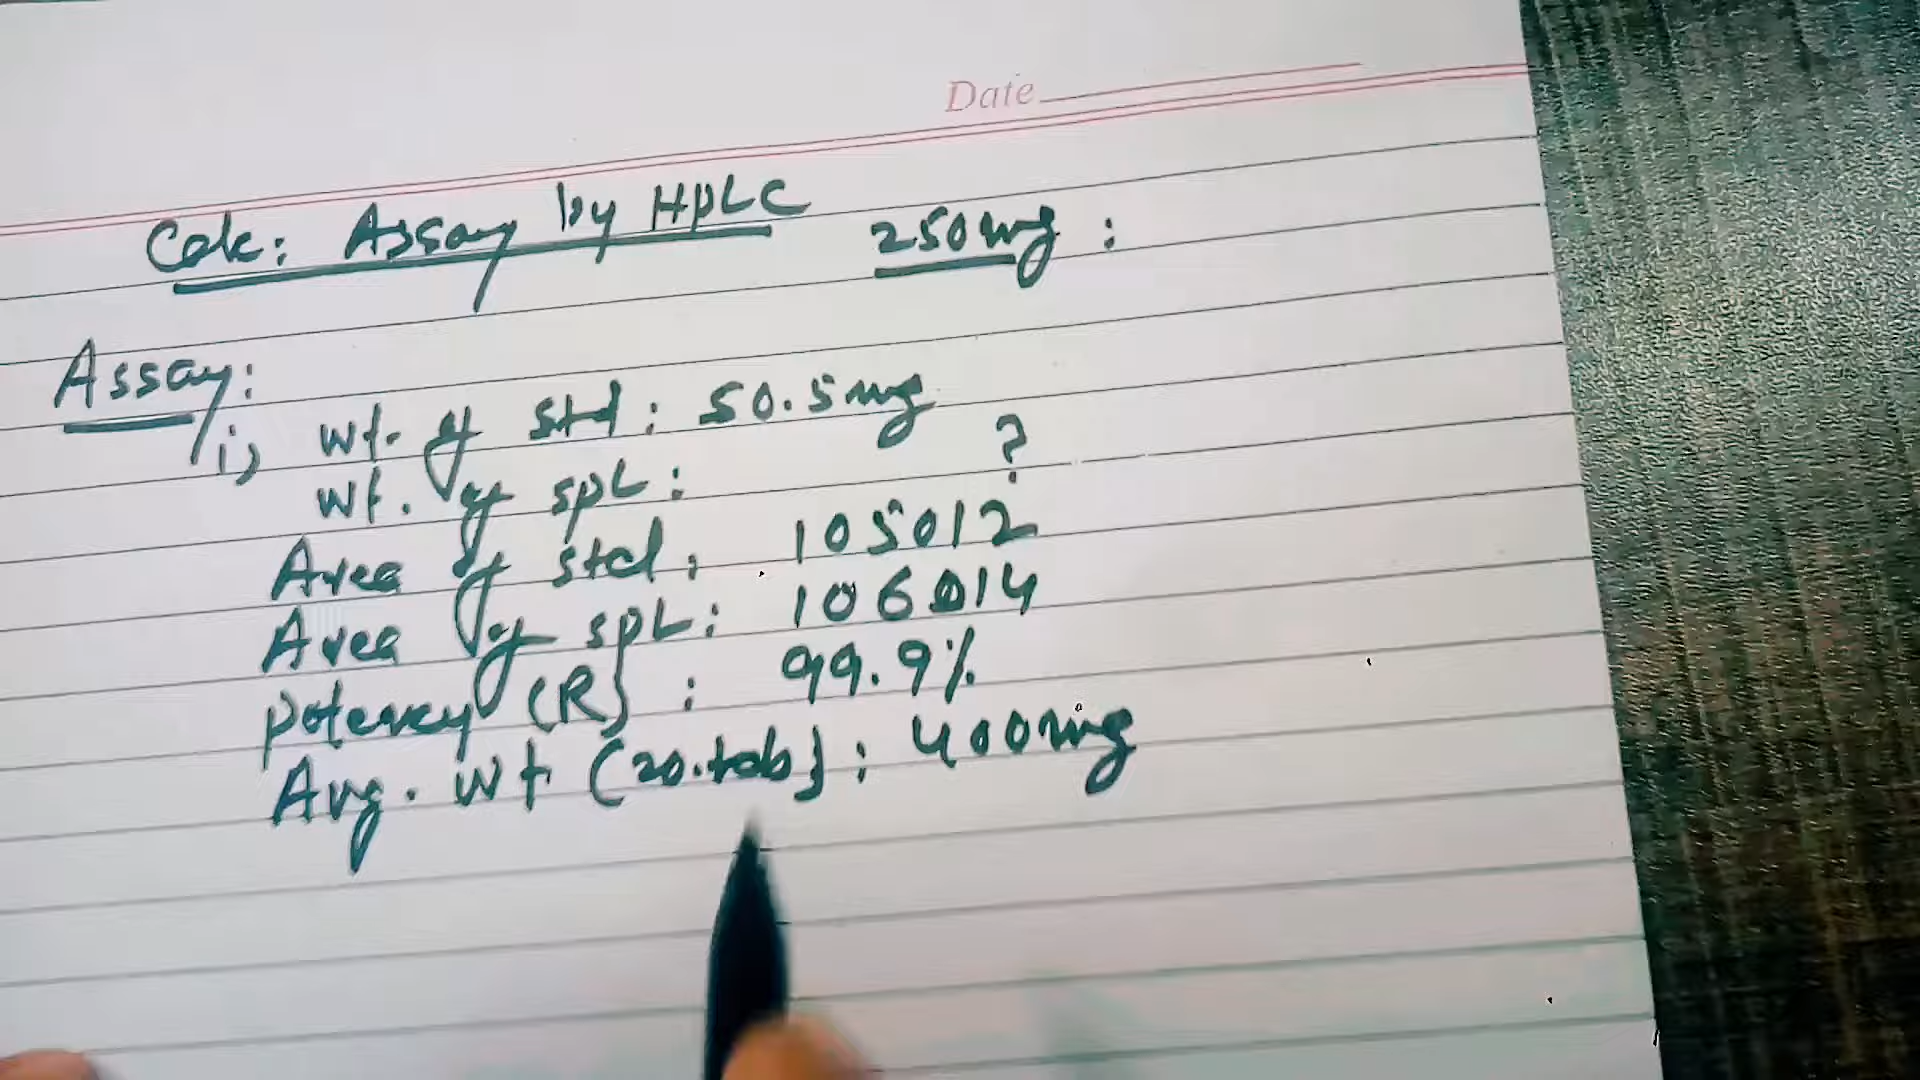 Date
Calc: Assay by HPLC 250mg :
Assay:
i, wt. of std : 50.5mg
wt. of spl : ?
Area of std : 105012
Area of spl : 106014
potency (R) : 99.9%
Avg. wt (20.tab) : 400mg